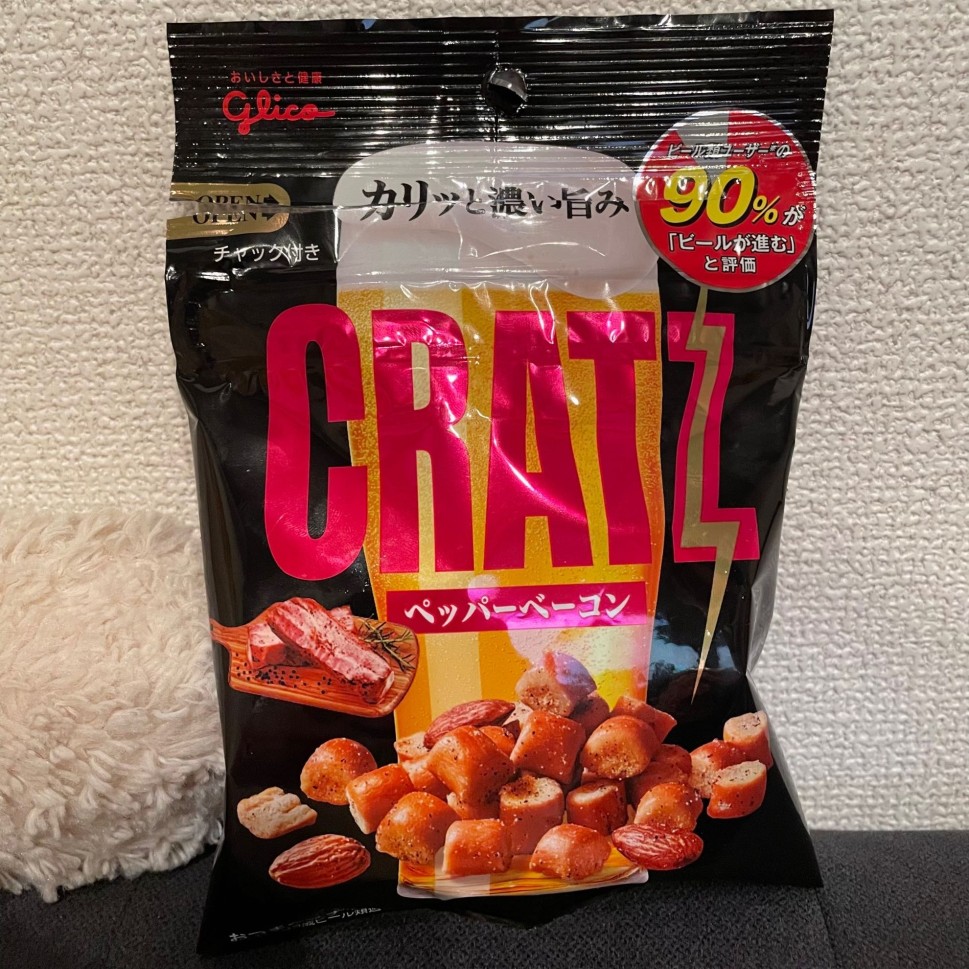 おいしさと健康
Glico
OPEN
OPEN
チャック付き
カリッと濃い旨み
ビール類ユーザー※の
90%が
「ビールが進む」
と評価
CRATZ
ペッパーベーコン